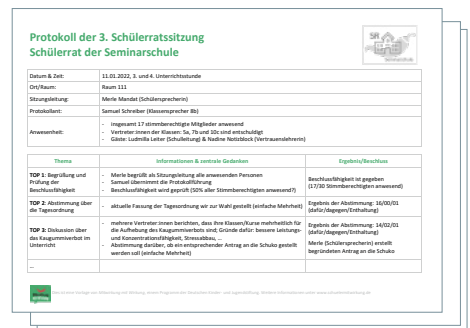 Protokoll der 3. Schülerratssitzung
Schülerrat der Seminarschule
SR
Datum & Zeit: 11.01.2022, 3. und 4. Unterrichtsstunde
Ort/Raum: Raum 111
Sitzungsleitung: Merle Mandat (Schülersprecherin)
Protokollant: Samuel Schreiber (Klassensprecher 8b)
Anwesenheit:
- insgesamt 17 stimmberechtigte Mitglieder anwesend
- Vertreter:innen der Klassen: 5a, 7b und 10c sind entschuldigt
- Gäste: Ludmilla Leiter (Schulleitung) & Nadine Notizblock (Vertrauenslehrerin)
Thema Informationen & zentrale Gedanken Ergebnis/Beschluss
TOP 1: Begrüßung und
Prüfung der
Beschlussfähigkeit
- Merle begrüßt als Sitzungsleitung alle anwesenden Personen
- Samuel übernimmt die Protokollführung
- Beschlussfähigkeit wird geprüft (50% aller Stimmberechtigten anwesend?)
Beschlussfähigkeit ist gegeben
(17/30 Stimmberechtigten anwesend)
TOP 2: Abstimmung über
die Tagesordnung
- aktuelle Fassung der Tagesordnung wir zur Wahl gestellt (einfache Mehrheit)
Ergebnis der Abstimmung: 16/00/01
(dafür/dagegen/Enthaltung)
TOP 3: Diskussion über
das Kaugummiverbot im
Unterricht
- mehrere Vertreter:innen berichten, dass ihre Klassen/Kurse mehrheitlich für
die Aufhebung des Kaugummiverbots sind; Gründe dafür: bessere Leistungs-
und Konzentrationsfähigkeit, Stressabbau, ...
- Abstimmung darüber, ob ein entsprechender Antrag an die Schuko gestellt
werden soll (einfache Mehrheit)
Ergebnis der Abstimmung: 14/02/01
(dafür/dagegen/Enthaltung)
Merle (Schülersprecherin) erstellt
begründeten Antrag an die Schuko
...